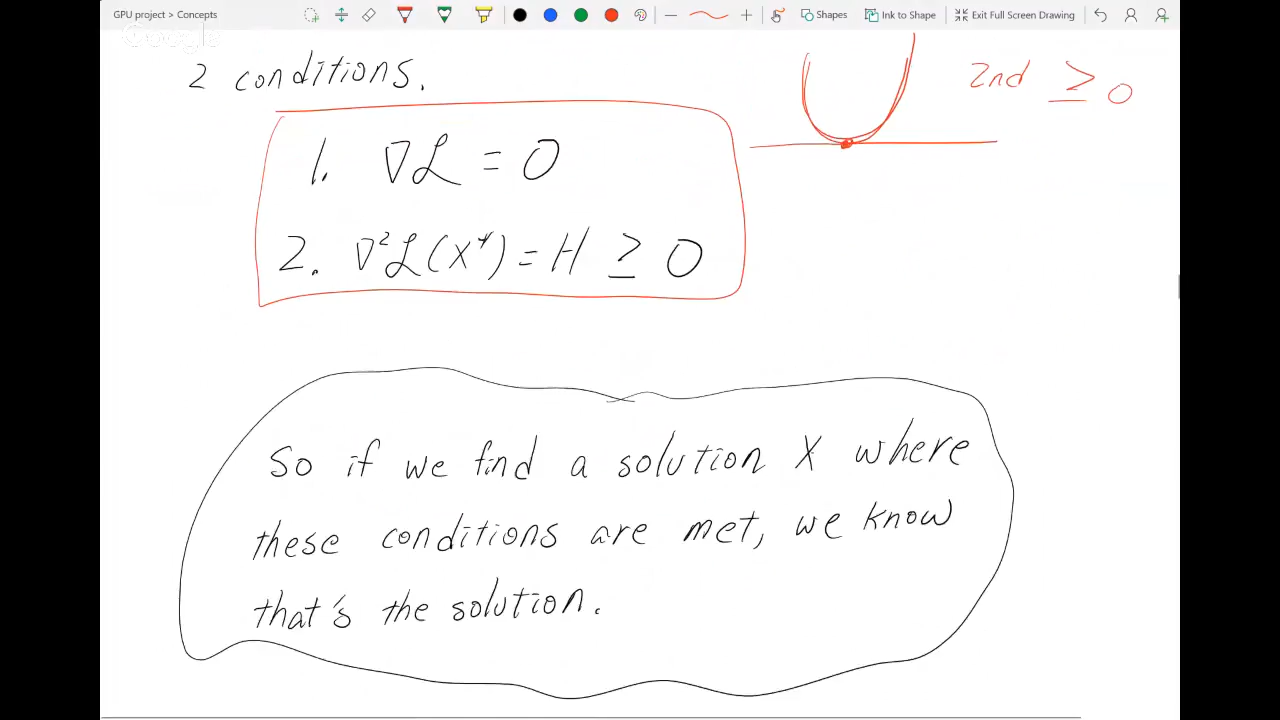 GPU project > Concepts
Shapes
Ink to Shape
Exit Full Screen Drawing
Google
2 conditions.
2nd ≥ 0
1. ∇ℒ = 0
2. ∇²ℒ(X*) = H ≥ 0
So if we find a solution X where
these conditions are met, we know
that's the solution.